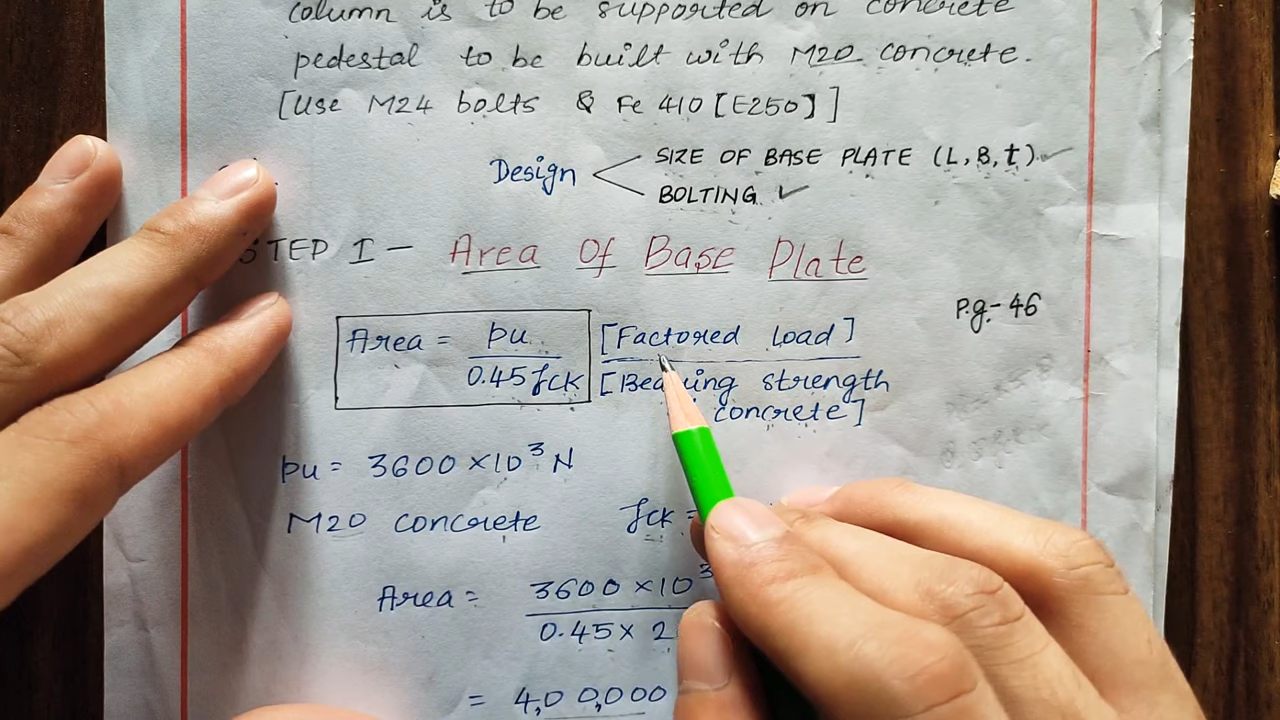 column is to be supported on concrete
pedestal to be built with M20 concrete.
[Use M24 bolts & Fe 410 [E250]]
Design
SIZE OF BASE PLATE (L, B, t)
BOLTING
STEP I - Area Of Base Plate
P.g.-46
Area = pu / 0.45fck [Factored load] / [Bearing strength
concrete]
pu = 3600 ×10³ N
M20 concrete fck =
Area = 3600 ×10³
0.45× 2
= 4,00,000